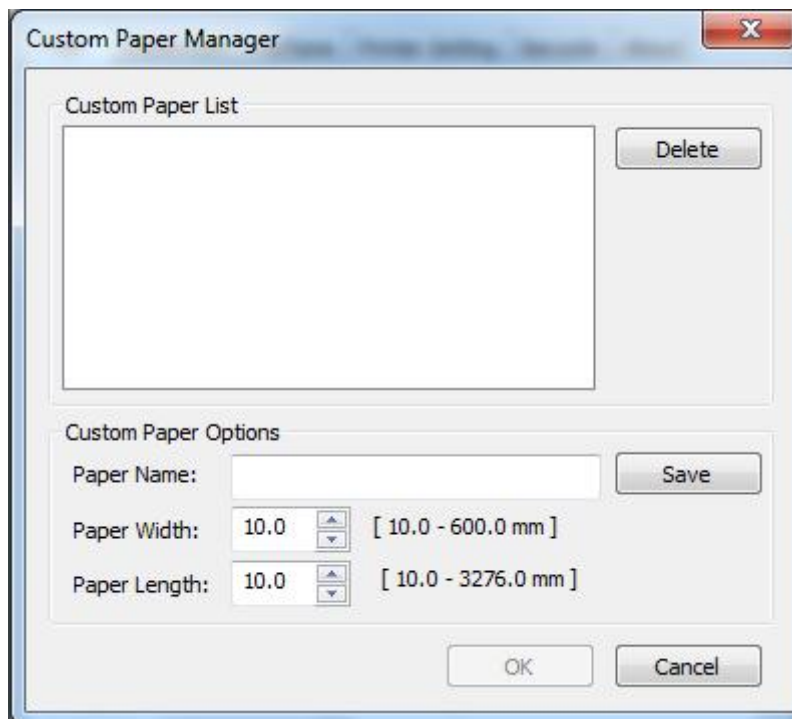 Custom Paper Manager
Custom Paper List
Delete
Custom Paper Options
Paper Name:
Save
Paper Width: 10.0 [ 10.0 - 600.0 mm ]
Paper Length: 10.0 [ 10.0 - 3276.0 mm ]
OK Cancel